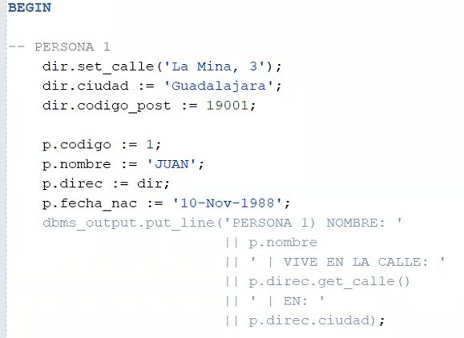 BEGIN
-- PERSONA 1
dir.set_calle('La Mina, 3');
dir.ciudad := 'Guadalajara';
dir.codigo_post := 19001;
p.codigo := 1;
p.nombre := 'JUAN';
p.direc := dir;
p.fecha_nac := '10-Nov-1988';
dbms_output.put_line('PERSONA 1) NOMBRE: '
|| p.nombre
|| ' | VIVE EN LA CALLE: '
|| p.direc.get_calle()
|| ' | EN: '
|| p.direc.ciudad);